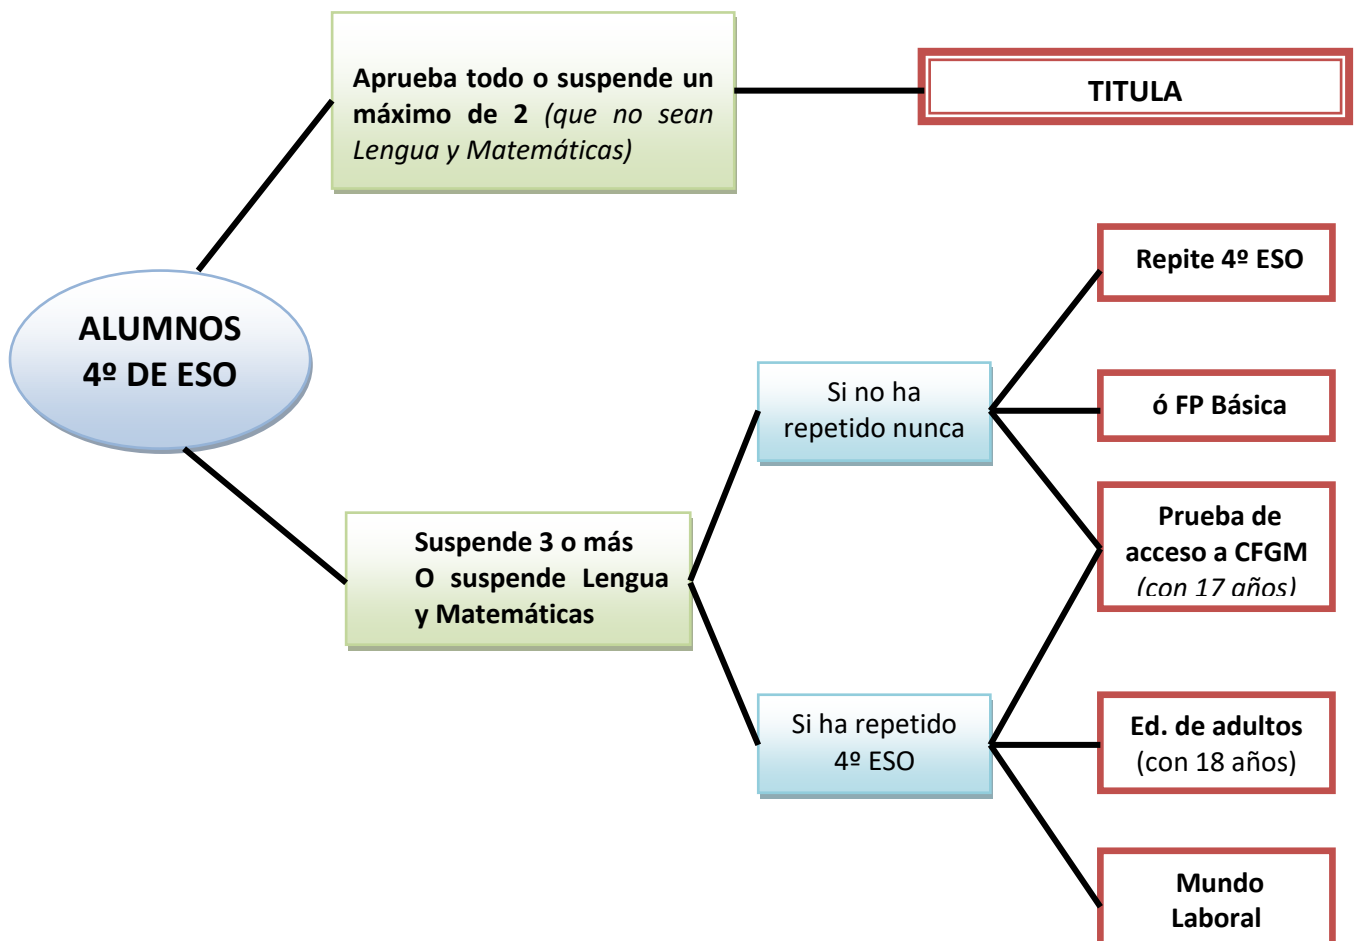 Aprueba todo o suspende un
máximo de 2 (que no sean
Lengua y Matemáticas)
TITULA
ALUMNOS
4º DE ESO
Suspende 3 o más
O suspende Lengua
y Matemáticas
Si no ha
repetido nunca
Si ha repetido
4º ESO
Repite 4º ESO
ó FP Básica
Prueba de
acceso a CFGM
(con 17 años)
Ed. de adultos
(con 18 años)
Mundo
Laboral